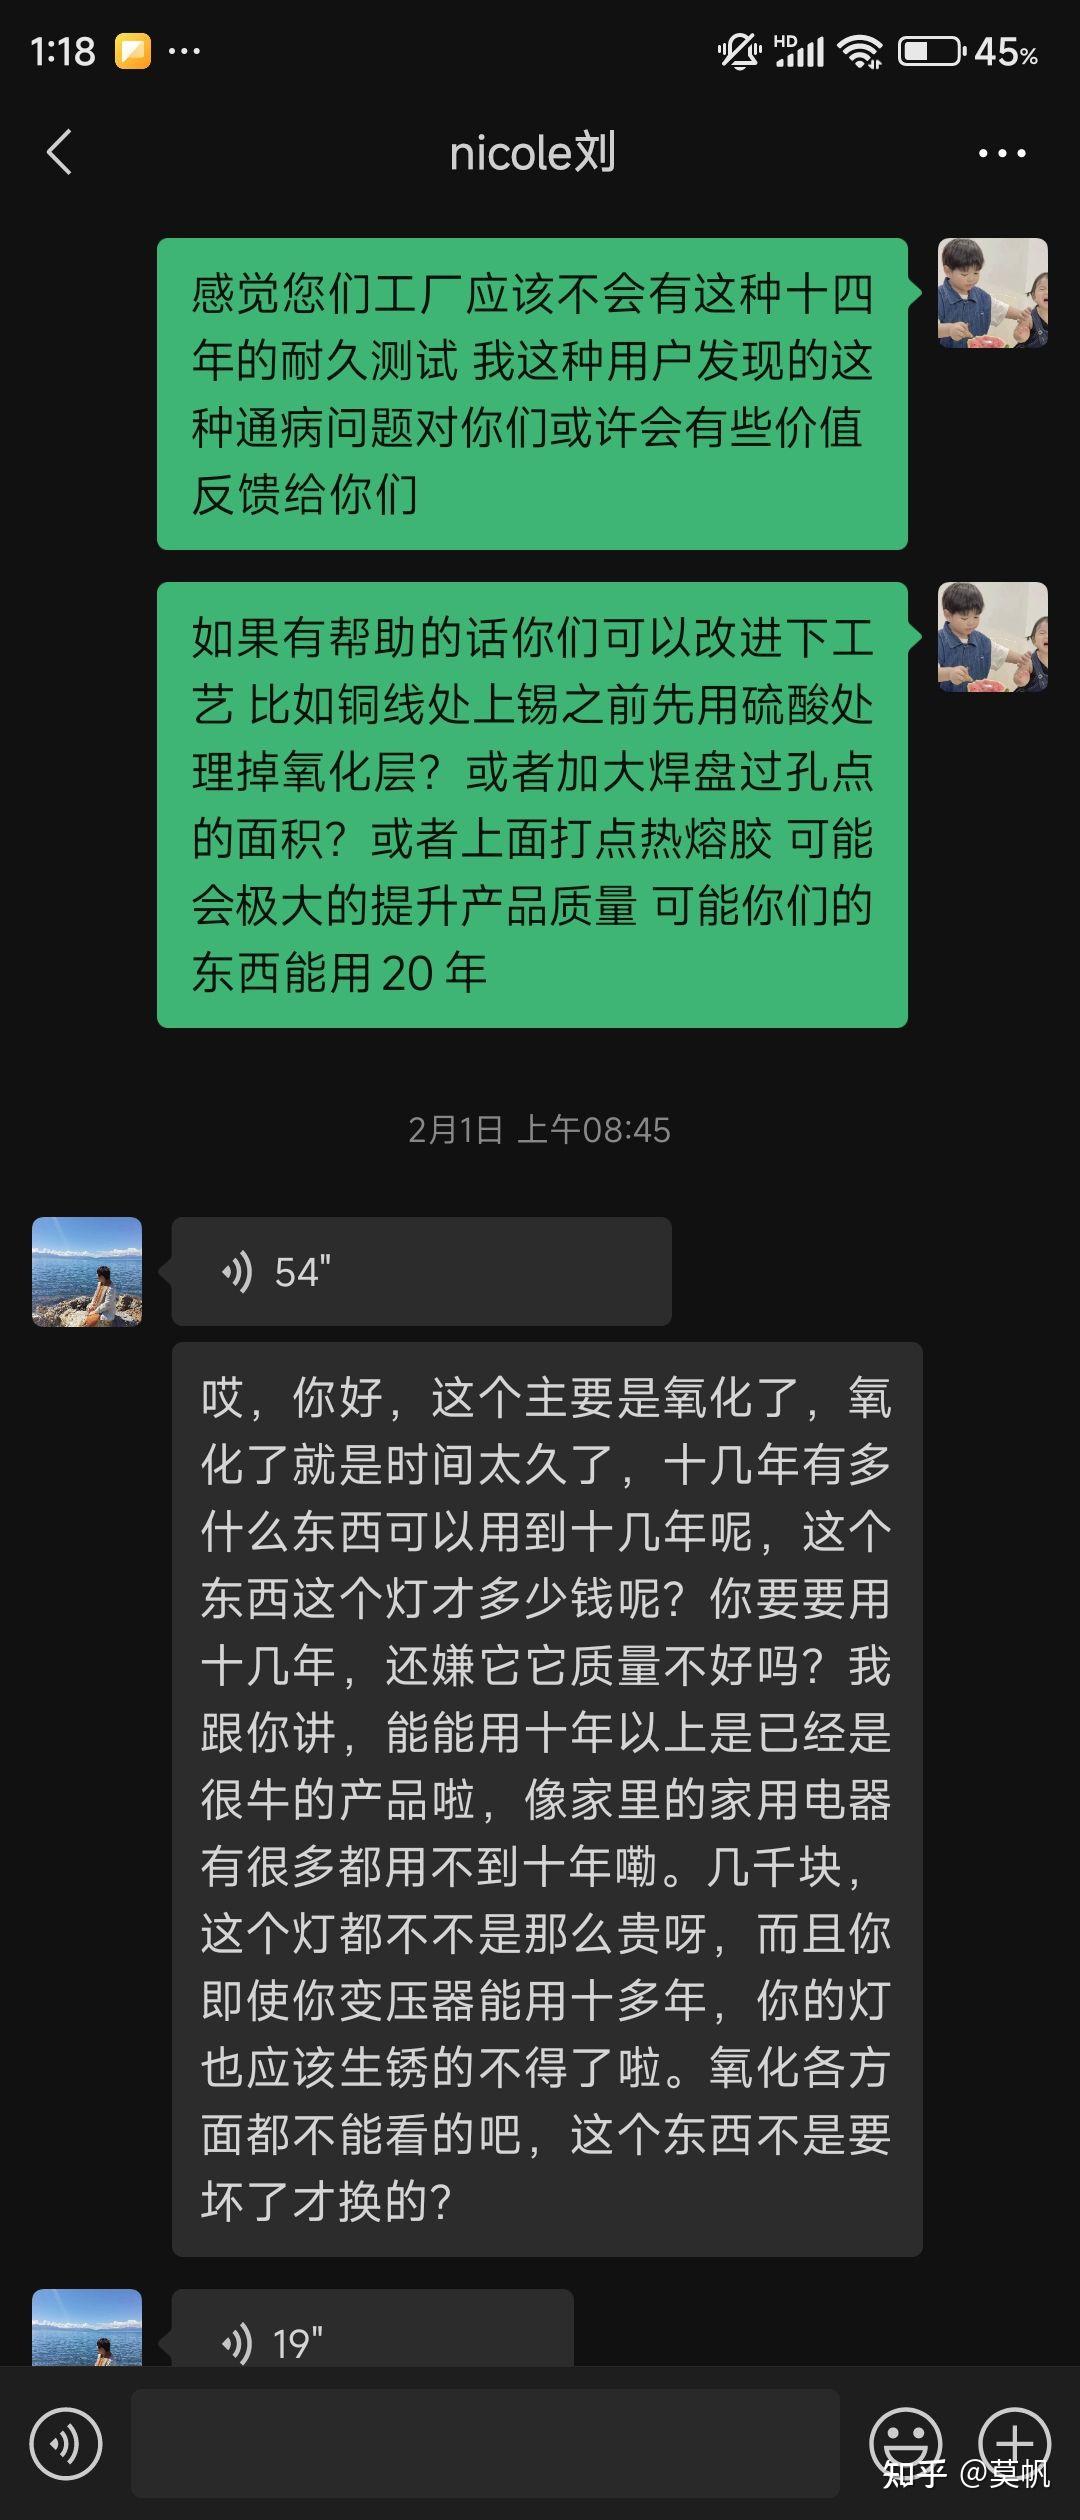 1:18
HD
45%
nicole刘
感觉您们工厂应该不会有这种十四
年的耐久测试 我这种用户发现的这
种通病问题对你们或许会有些价值
反馈给你们
如果有帮助的话你们可以改进下工
艺 比如铜线处上锡之前先用硫酸处
理掉氧化层？或者加大焊盘过孔点
的面积？或者上面打点热熔胶 可能
会极大的提升产品质量 可能你们的
东西能用 20 年
2月1日 上午08:45
54"
哎，你好，这个主要是氧化了，氧
化了就是时间太久了，十几年有多
什么东西可以用到十几年呢，这个
东西这个灯才多少钱呢？你要要用
十几年，还嫌它它质量不好吗？我
跟你讲，能能用十年以上是已经是
很牛的产品啦，像家里的家用电器
有很多都用不到十年嘞。几千块，
这个灯都不不是那么贵呀，而且你
即使你变压器能用十多年，你的灯
也应该生锈的不得了啦。氧化各方
面都不能看的吧，这个东西不是要
坏了才换的？
19"
知乎 @莫帆